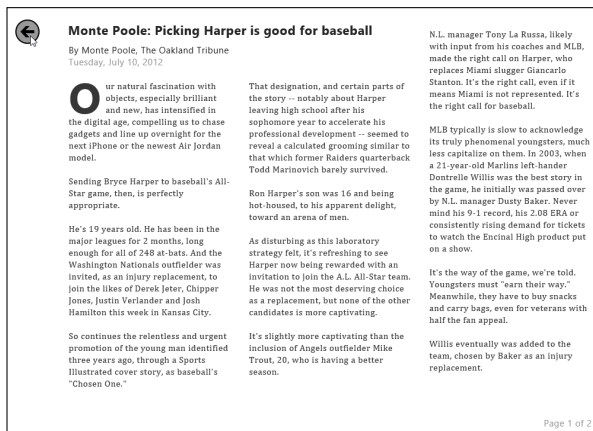 Monte Poole: Picking Harper is good for baseball
By Monte Poole, The Oakland Tribune
Tuesday, July 10, 2012
Our natural fascination with
objects, especially brilliant
and new, has intensified in
the digital age, compelling us to chase
gadgets and line up overnight for the
next iPhone or the newest Air Jordan
model.
Sending Bryce Harper to baseball's All-
Star game, then, is perfectly
appropriate.
He's 19 years old. He has been in the
major leagues for 2 months, long
enough for all of 248 at-bats. And the
Washington Nationals outfielder was
invited, as an injury replacement, to
join the likes of Derek Jeter, Chipper
Jones, Justin Verlander and Josh
Hamilton this week in Kansas City.
So continues the relentless and urgent
promotion of the young man identified
three years ago, through a Sports
Illustrated cover story, as baseball's
"Chosen One."
That designation, and certain parts of
the story -- notably about Harper
leaving high school after his
sophomore year to accelerate his
professional development -- seemed to
reveal a calculated grooming similar to
that which former Raiders quarterback
Todd Marinovich barely survived.
Ron Harper's son was 16 and being
hot-housed, to his apparent delight,
toward an arena of men.
As disturbing as this laboratory
strategy felt, it's refreshing to see
Harper now being rewarded with an
invitation to join the A.L. All-Star team.
He was not the most deserving choice
as a replacement, but none of the other
candidates is more captivating.
It's slightly more captivating than the
inclusion of Angels outfielder Mike
Trout, 20, who is having a better
season.
N.L. manager Tony La Russa, likely
with input from his coaches and MLB,
made the right call on Harper, who
replaces Miami slugger Giancarlo
Stanton. It's the right call, even if it
means Miami is not represented. It's
the right call for baseball.
MLB typically is slow to acknowledge
its truly phenomenal youngsters, much
less capitalize on them. In 2003, when
a 21-year-old Marlins left-hander
Dontrelle Willis was the best story in
the game, he initially was passed over
by N.L. manager Dusty Baker. Never
mind his 9-1 record, his 2.08 ERA or
consistently rising demand for tickets
to watch the Encinal High product put
on a show.
It's the way of the game, we're told.
Youngsters must "earn their way."
Meanwhile, they have to buy snacks
and carry bags, even for veterans with
half the fan appeal.
Willis eventually was added to the
team, chosen by Baker as an injury
replacement.
Page 1 of 2